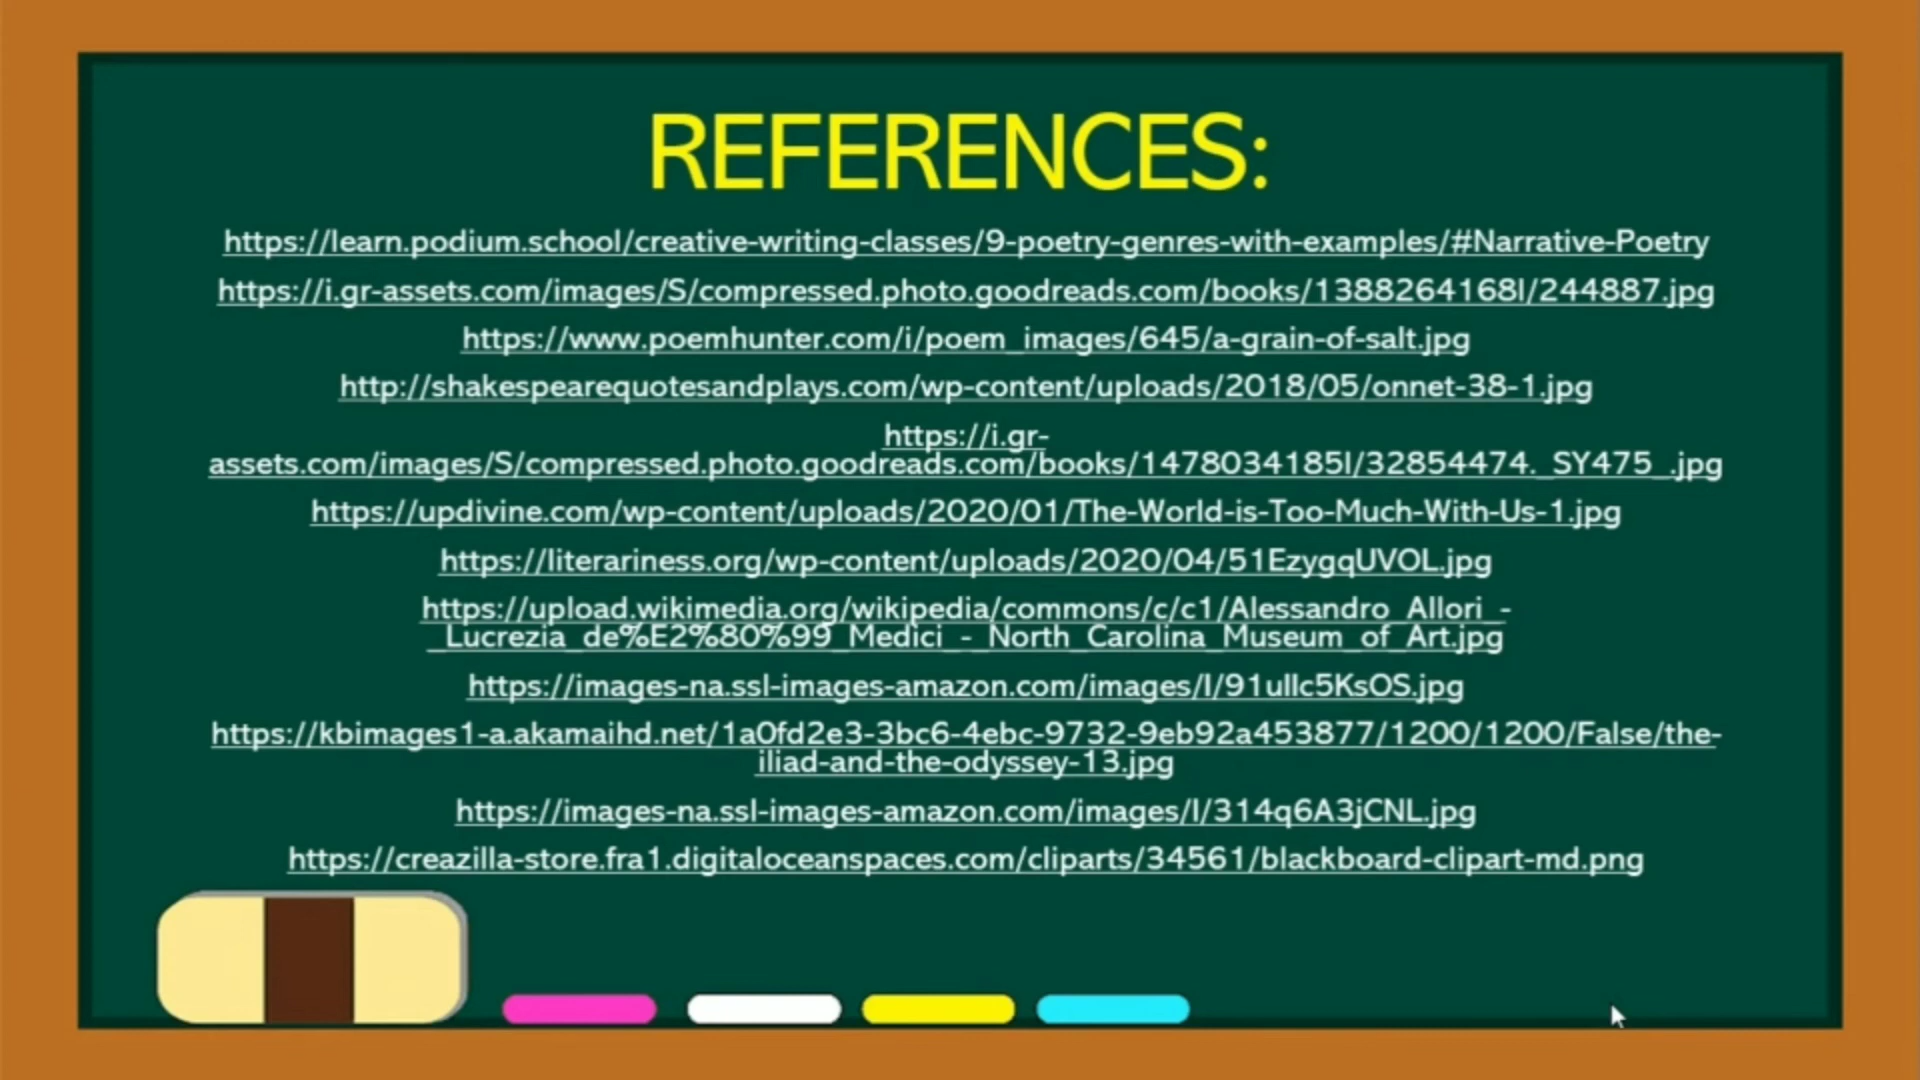 REFERENCES:
https://learn.podium.school/creative-writing-classes/9-poetry-genres-with-examples/#Narrative-Poetry
https://i.gr-assets.com/images/S/compressed.photo.goodreads.com/books/1388264168l/244887.jpg
https://www.poemhunter.com/i/poem_images/645/a-grain-of-salt.jpg
http://shakespearequotesandplays.com/wp-content/uploads/2018/05/onnet-38-1.jpg
https://i.gr-
assets.com/images/S/compressed.photo.goodreads.com/books/1478034185l/32854474._SY475_.jpg
https://updivine.com/wp-content/uploads/2020/01/The-World-is-Too-Much-With-Us-1.jpg
https://literariness.org/wp-content/uploads/2020/04/51EzygqUVOL.jpg
https://upload.wikimedia.org/wikipedia/commons/c/c1/Alessandro_Allori_-
_Lucrezia_de%E2%80%99_Medici_-_North_Carolina_Museum_of_Art.jpg
https://images-na.ssl-images-amazon.com/images/I/91ullc5KsOS.jpg
https://kbimages1-a.akamaihd.net/1a0fd2e3-3bc6-4ebc-9732-9eb92a453877/1200/1200/False/the-
iliad-and-the-odyssey-13.jpg
https://images-na.ssl-images-amazon.com/images/I/314q6A3jCNL.jpg
https://creazilla-store.fra1.digitaloceanspaces.com/cliparts/34561/blackboard-clipart-md.png